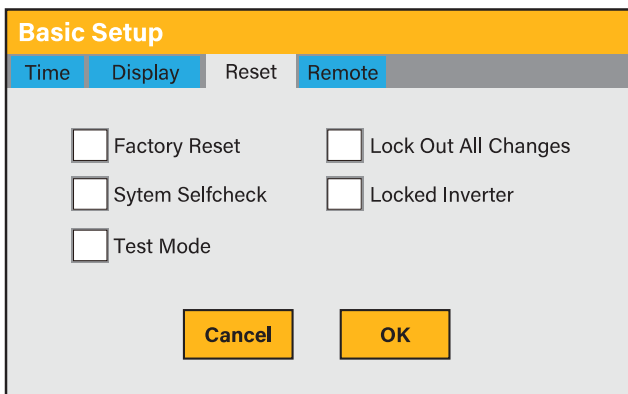 Basic Setup
Time Display Reset Remote
Factory Reset Lock Out All Changes
Sytem Selfcheck Locked Inverter
Test Mode
Cancel OK